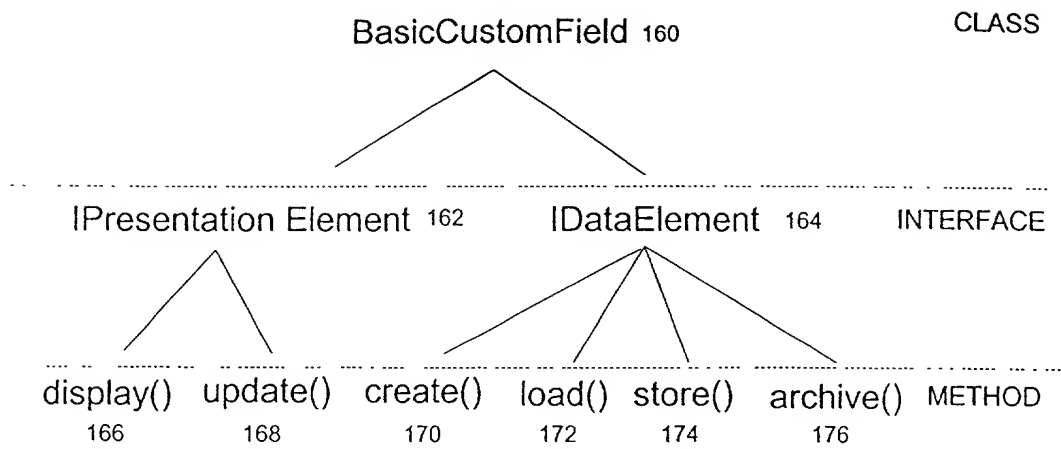 BasicCustomField 160 CLASS
IPresentation Element 162 IDataElement 164 INTERFACE
display() update() create() load() store() archive() METHOD
166 168 170 172 174 176